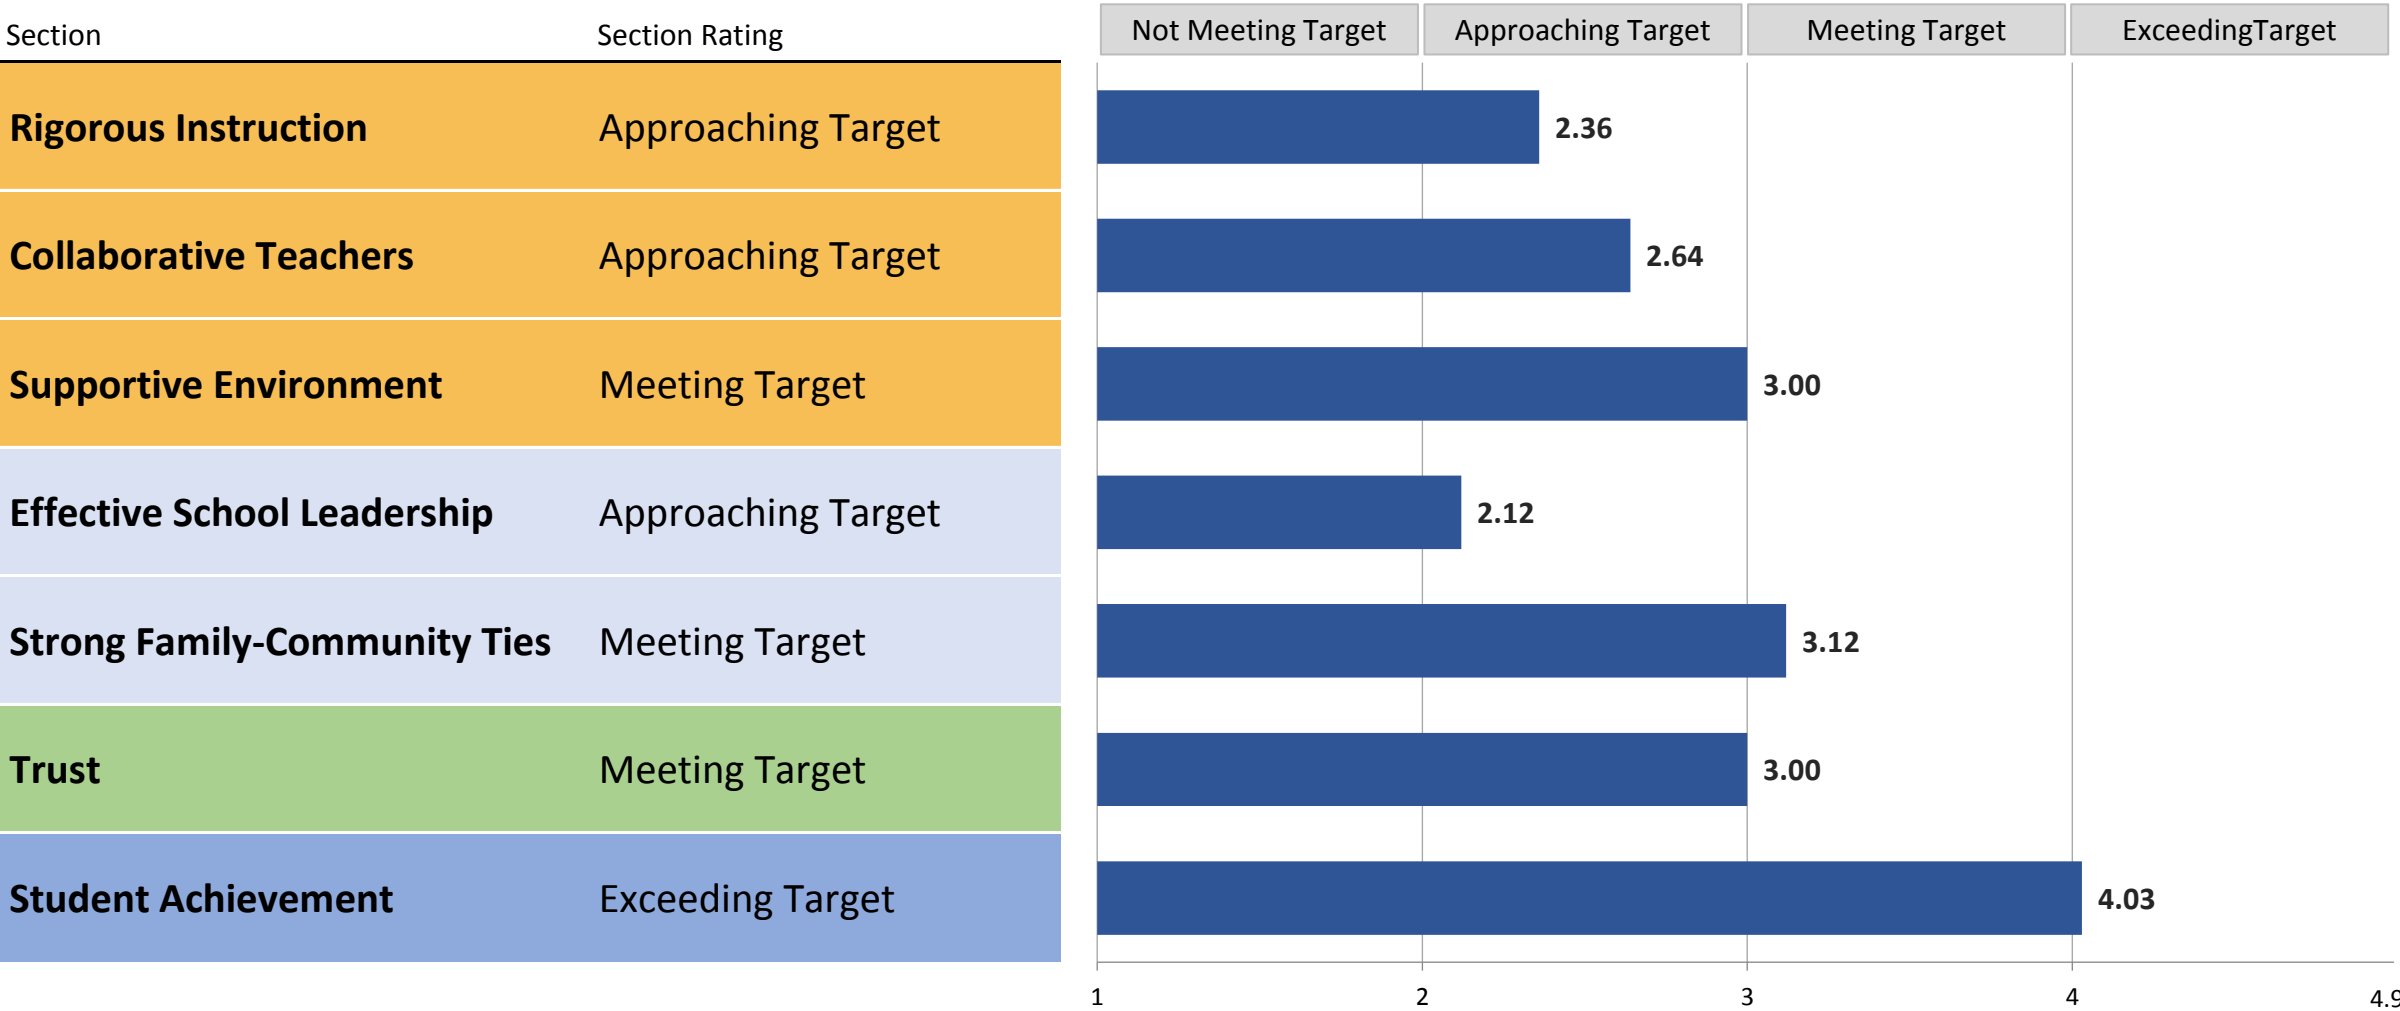 Section Section Rating Not Meeting Target Approaching Target Meeting Target ExceedingTarget
Rigorous Instruction Approaching Target 2.36
Collaborative Teachers Approaching Target 2.64
Supportive Environment Meeting Target 3.00
Effective School Leadership Approaching Target 2.12
Strong Family-Community Ties Meeting Target 3.12
Trust Meeting Target 3.00
Student Achievement Exceeding Target 4.03
1 2 3 4 4.9